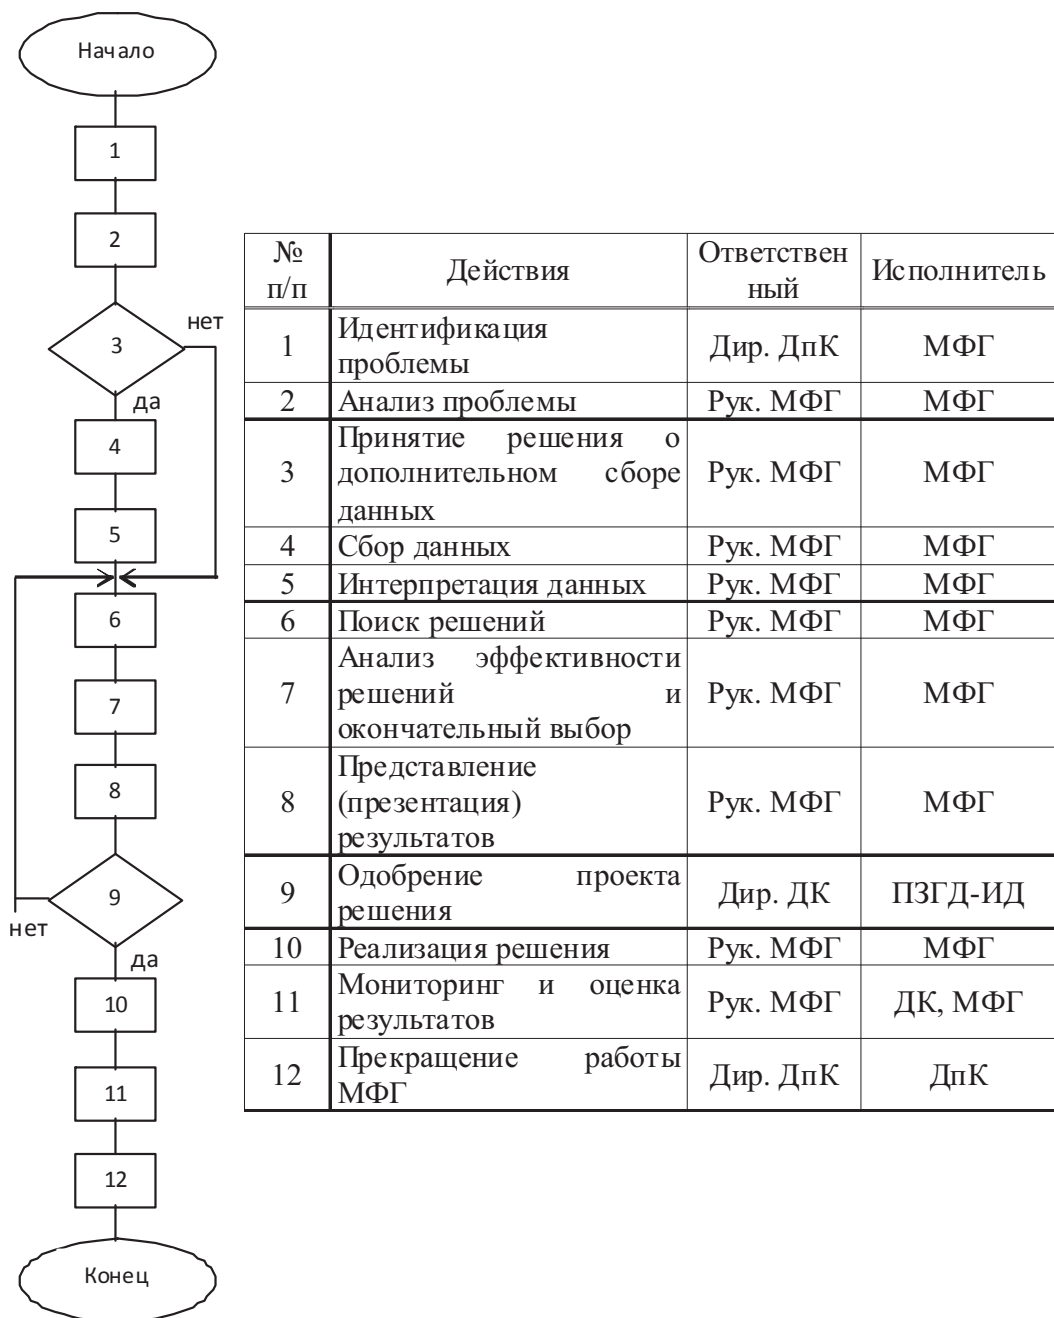 Начало
1
2
3
нет
да
4
5
6
7
8
9
нет
да
10
11
12
Конец
№ п/п Действия Ответствен ный Исполнитель
1 Идентификация проблемы Дир. ДпК МФГ
2 Анализ проблемы Рук. МФГ МФГ
3 Принятие решения о дополнительном сборе данных Рук. МФГ МФГ
4 Сбор данных Рук. МФГ МФГ
5 Интерпретация данных Рук. МФГ МФГ
6 Поиск решений Рук. МФГ МФГ
7 Анализ эффективности решений и окончательный выбор Рук. МФГ МФГ
8 Представление (презентация) результатов Рук. МФГ МФГ
9 Одобрение проекта решения Дир. ДК ПЗГД-ИД
10 Реализация решения Рук. МФГ МФГ
11 Мониторинг и оценка результатов Рук. МФГ ДК, МФГ
12 Прекращение работы МФГ Дир. ДпК ДпК